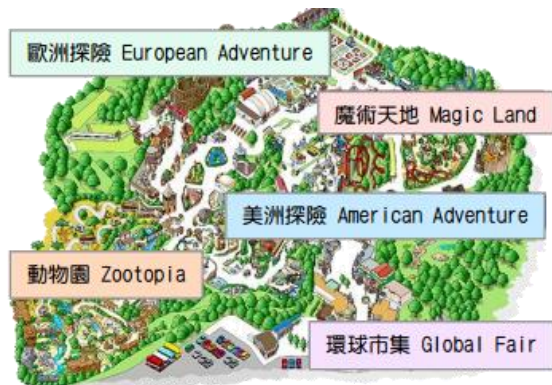 歐洲探險 European Adventure
魔術天地 Magic Land
美洲探險 American Adventure
動物園 Zootopia
環球市集 Global Fair